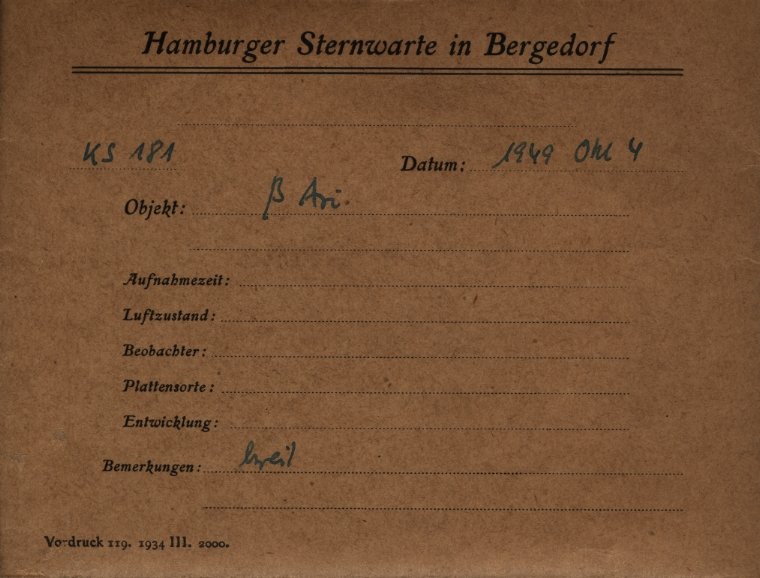 Hamburger Sternwarte in Bergedorf
KS 181
Datum: 1949 Okt 4
Objekt: β Ari.
Aufnahmezeit:
Luftzustand:
Beobachter:
Plattensorte:
Entwicklung:
Bemerkungen: breit
Vordruck 119. 1934 III. 2000.